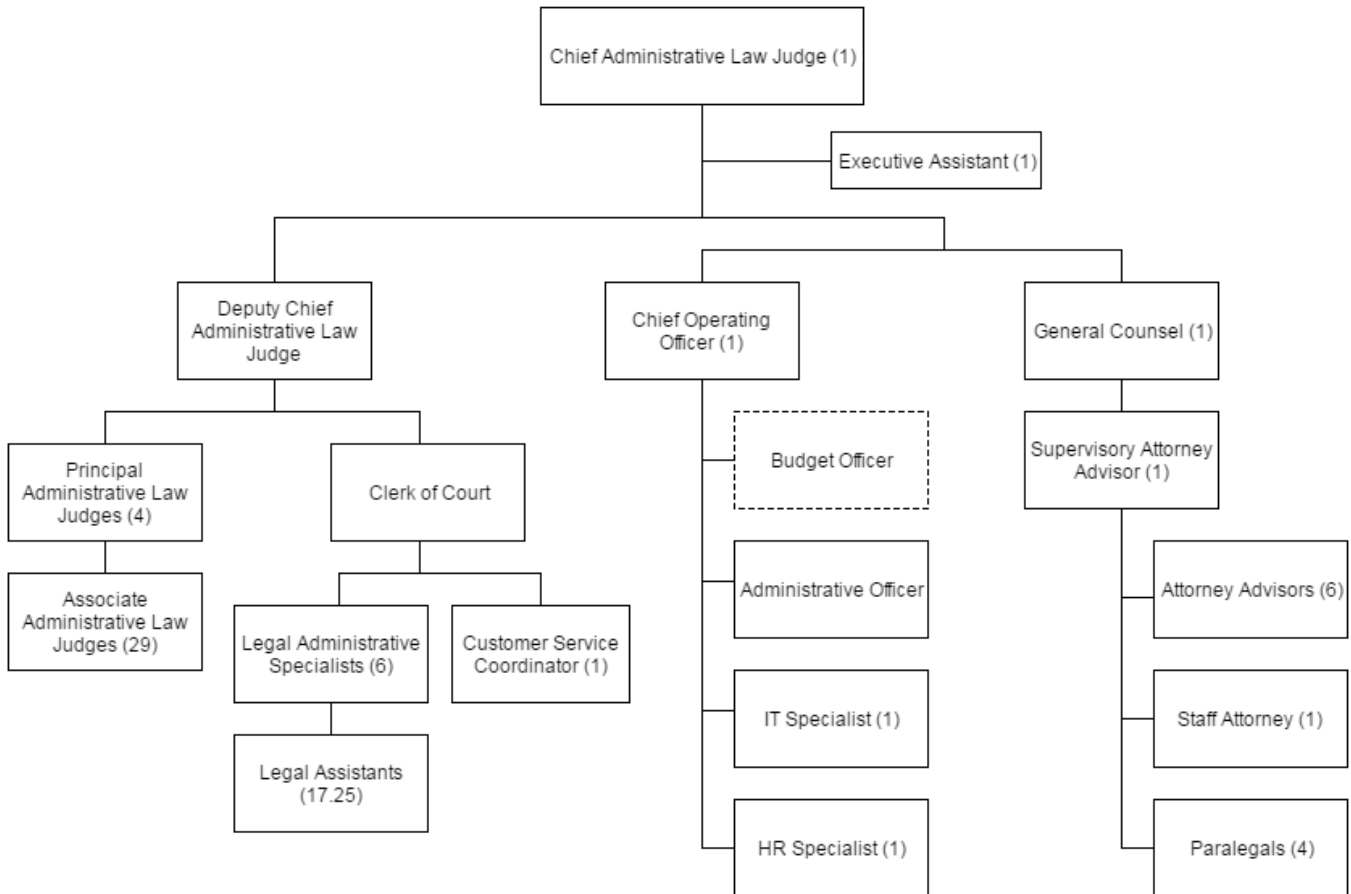 Chief Administrative Law Judge (1)
Executive Assistant (1)
Deputy Chief
Administrative Law
Judge
Chief Operating
Officer (1)
General Counsel (1)
Principal
Administrative Law
Judges (4)
Clerk of Court
Budget Officer
Supervisory Attorney
Advisor (1)
Associate
Administrative Law
Judges (29)
Legal Administrative
Specialists (6)
Customer Service
Coordinator (1)
Administrative Officer
Attorney Advisors (6)
Legal Assistants
(17.25)
IT Specialist (1)
Staff Attorney (1)
HR Specialist (1)
Paralegals (4)